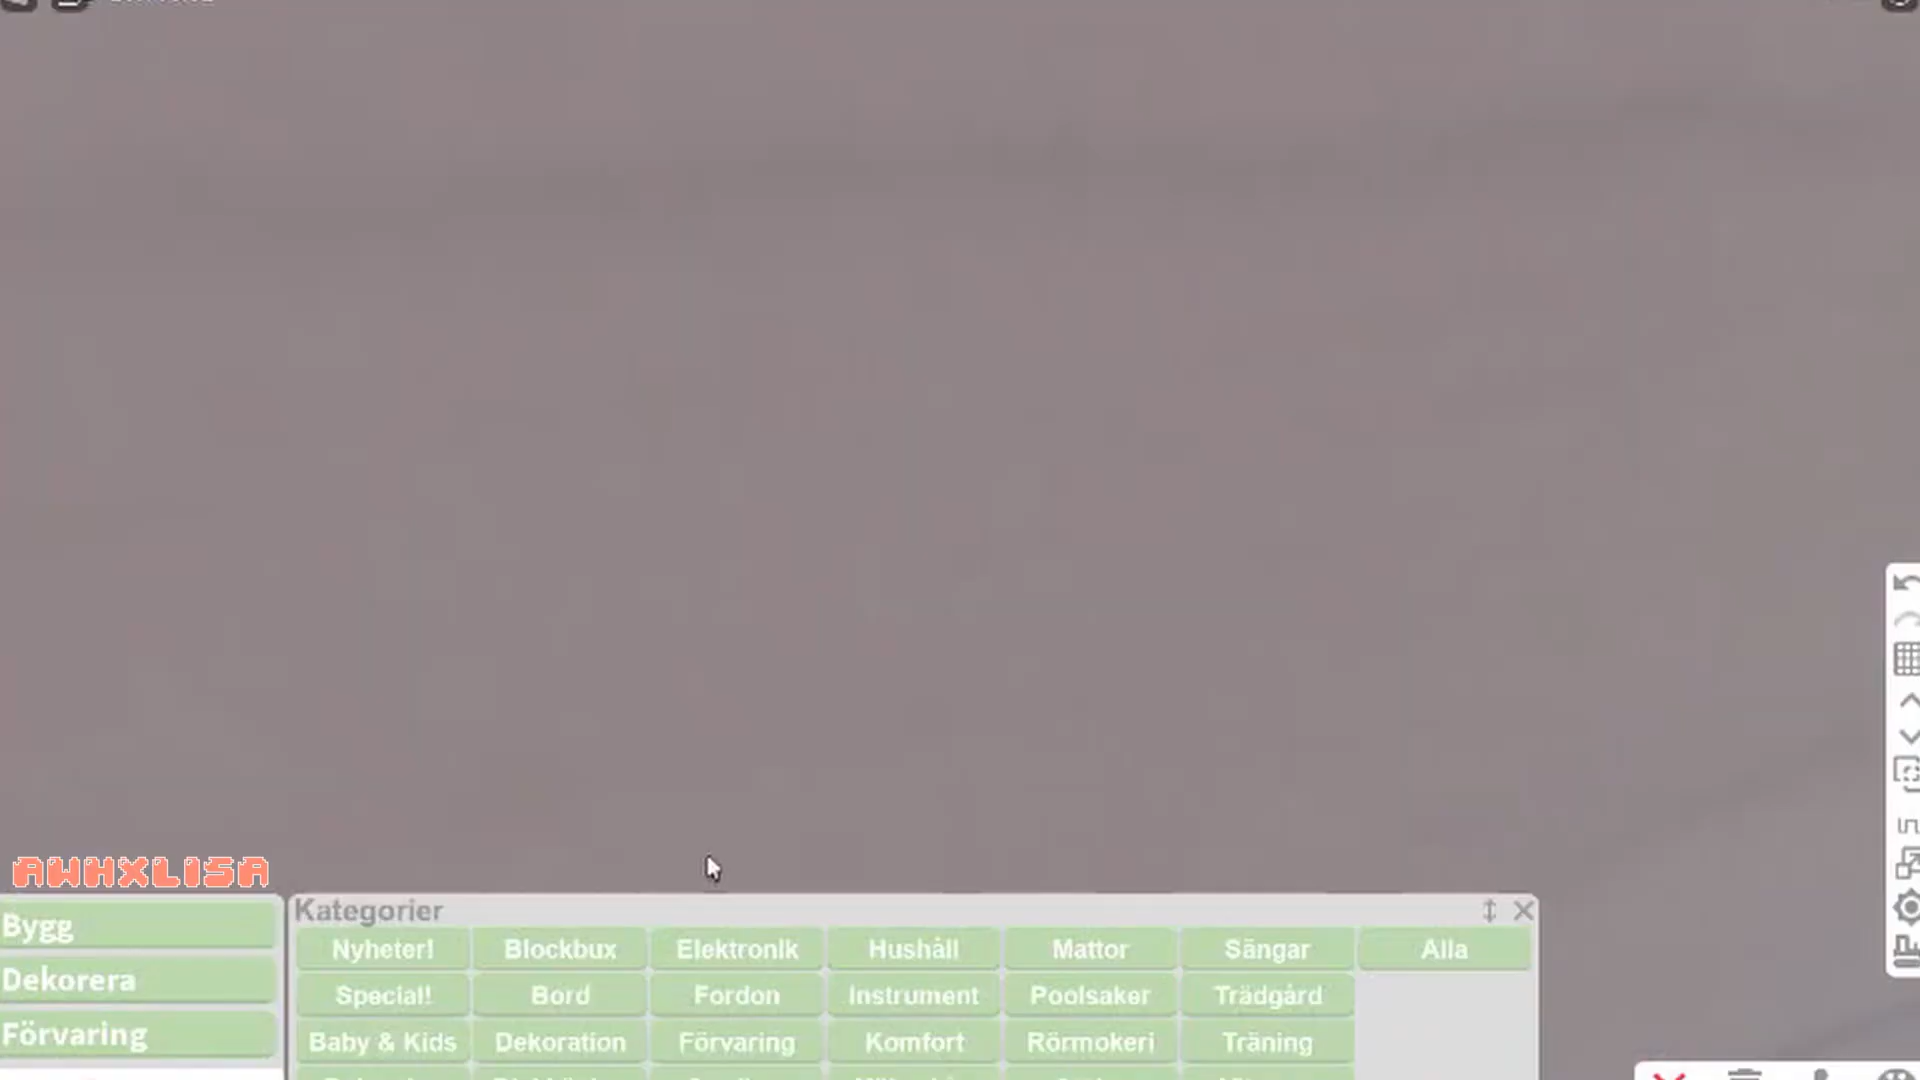 AWHXLISA
Bygg
Dekorera
Förvaring
Kategorier
Nyheter! Blockbux Elektronik Hushåll Mattor Sängar Alla
Special! Bord Fordon Instrument Poolsaker Trädgård
Baby & Kids Dekoration Förvaring Komfort Rörmokeri Träning